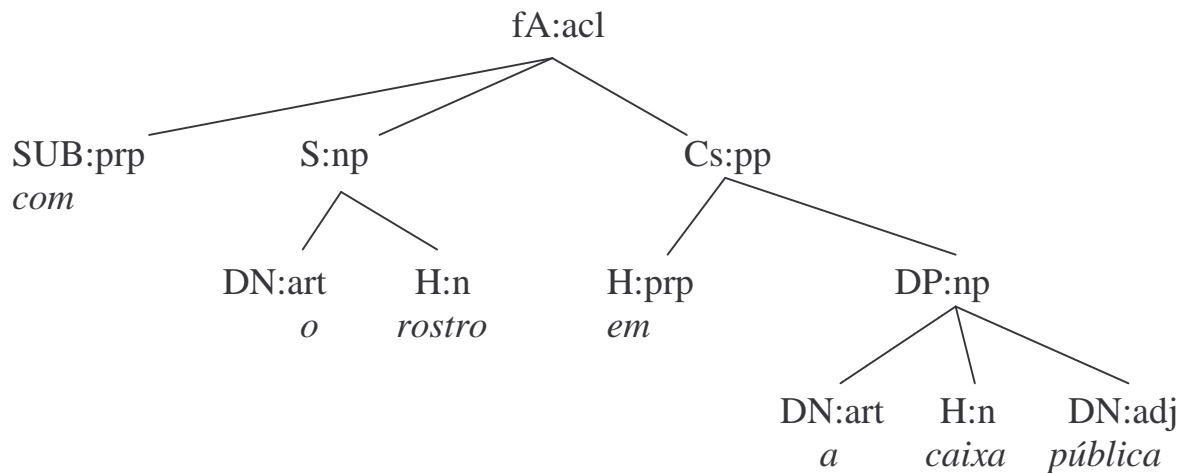 fA:acl
SUB:prp S:np Cs:pp
com
DN:art H:n H:prp DP:np
o rostro em
DN:art H:n DN:adj
a caixa pública